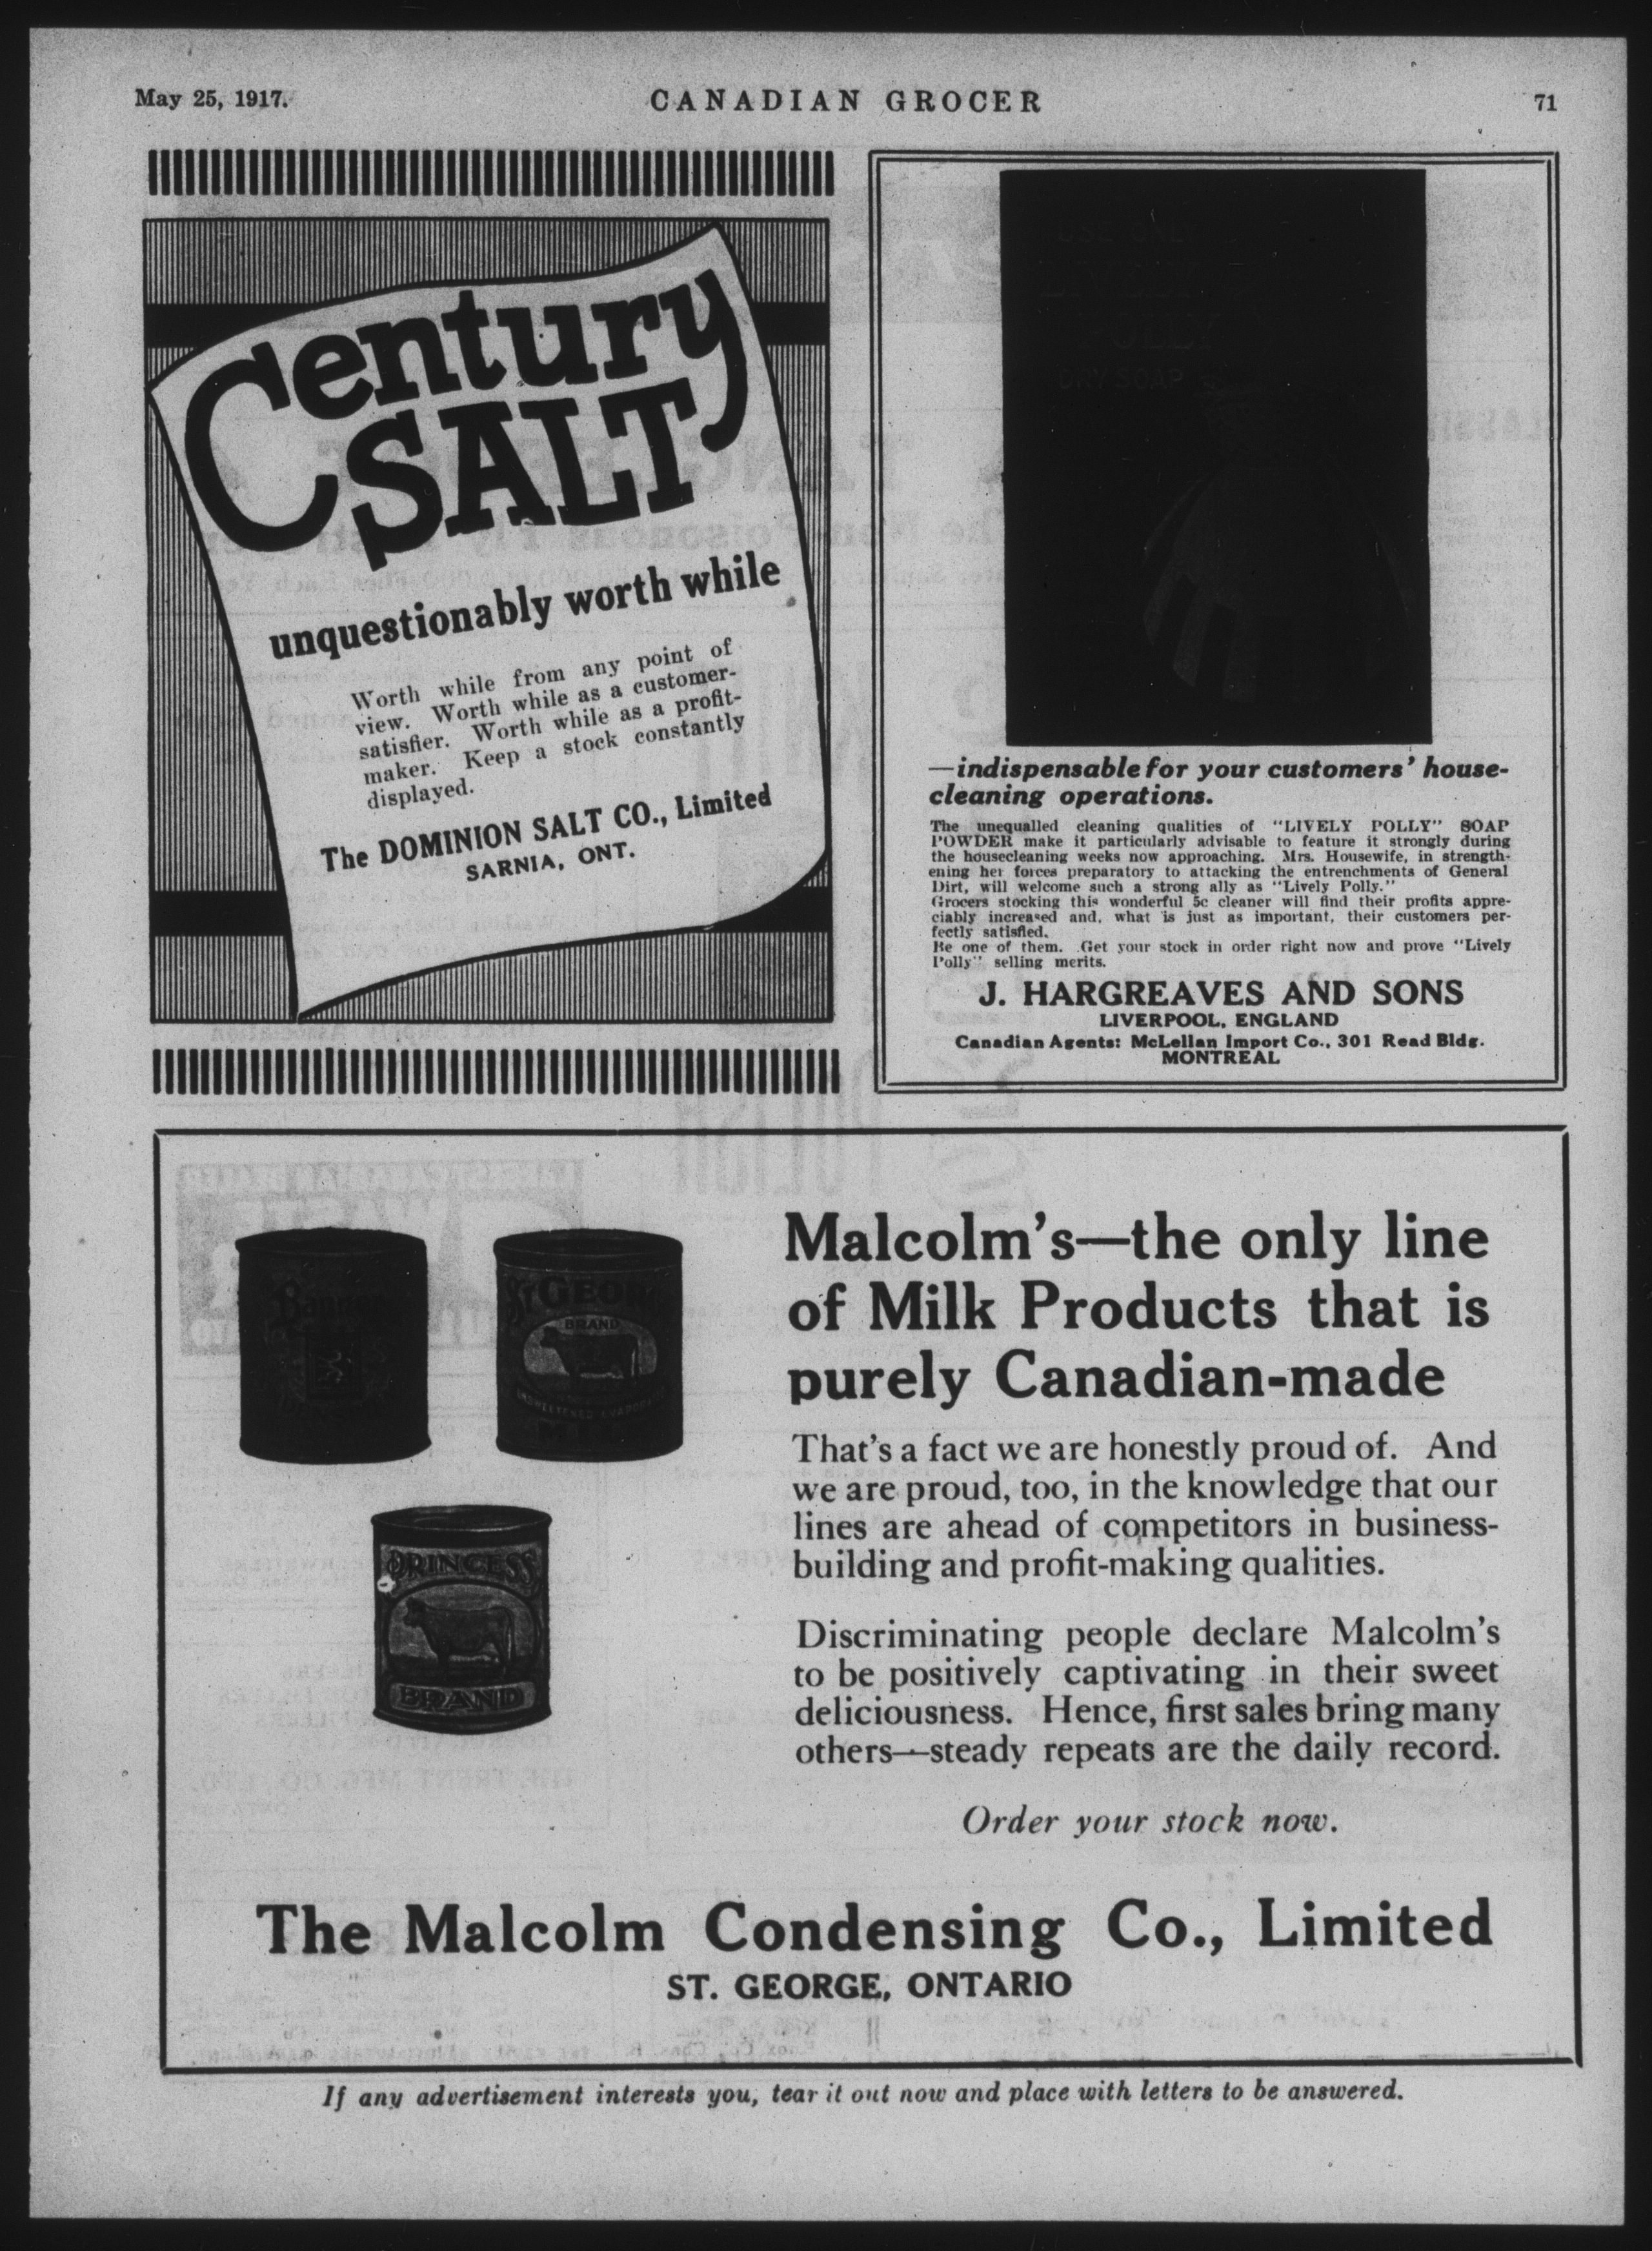 May 25, 1917.
CANADIAN GROCER
71
Century
SALT
unquestionably worth while
Worth while from any point of
view. Worth while as a customer-
satisfier. Worth while as a profit-
maker. Keep a stock constantly
displayed.
The DOMINION SALT CO., Limited
SARNIA, ONT.
POLLY
DRY SOAP
—indispensable for your customers' house-
cleaning operations.
The unequalled cleaning qualities of "LIVELY POLLY" SOAP
POWDER make it particularly advisable to feature it strongly during
the housecleaning weeks now approaching. Mrs. Housewife, in strength-
ening her forces preparatory to attacking the entrenchments of General
Dirt, will welcome such a strong ally as "Lively Polly."
Grocers stocking this wonderful 5c cleaner will find their profits appre-
ciably increased and, what is just as important, their customers per-
fectly satisfied.
Be one of them. Get your stock in order right now and prove "Lively
Polly" selling merits.
J. HARGREAVES AND SONS
LIVERPOOL, ENGLAND
Canadian Agents: McLellan Import Co., 301 Read Bldg.
MONTREAL
ST GEOR
BRAND
PRINCESS
BRAND
Malcolm's—the only line
of Milk Products that is
purely Canadian-made
That's a fact we are honestly proud of. And
we are proud, too, in the knowledge that our
lines are ahead of competitors in business-
building and profit-making qualities.
Discriminating people declare Malcolm's
to be positively captivating in their sweet
deliciousness. Hence, first sales bring many
others—steady repeats are the daily record.
Order your stock now.
The Malcolm Condensing Co., Limited
ST. GEORGE, ONTARIO
If any advertisement interests you, tear it out now and place with letters to be answered.